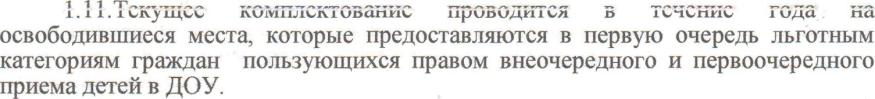 1.11.Текущее комплектование проводится в течение года на
освободившиеся места, которые предоставляются в первую очередь льготным
категориям граждан пользующихся правом внеочередного и первоочередного
приема детей в ДОУ.